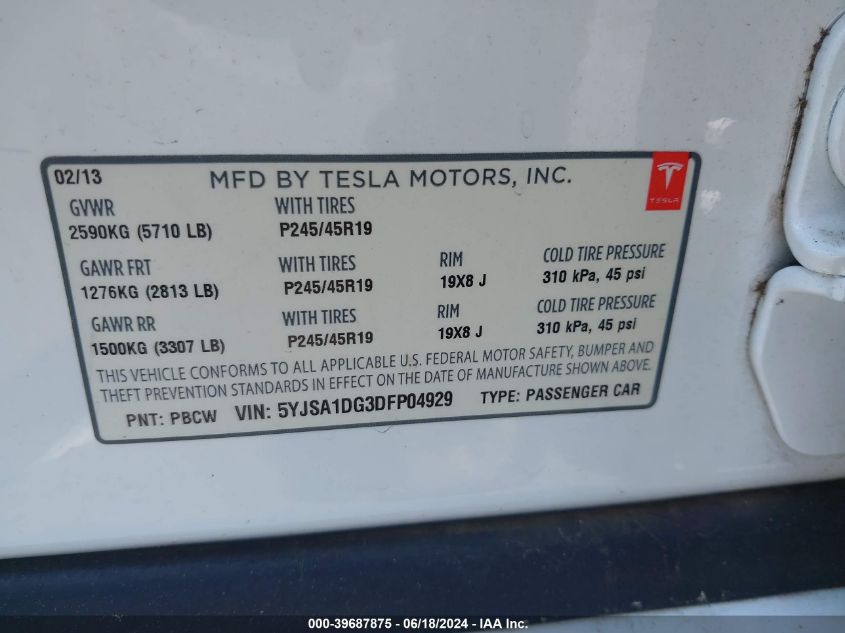 02/13 MFD BY TESLA MOTORS, INC.
TESLA
GVWR WITH TIRES
2590KG (5710 LB) P245/45R19
GAWR FRT WITH TIRES RIM COLD TIRE PRESSURE
1276KG (2813 LB) P245/45R19 19X8 J 310 kPa, 45 psi
GAWR RR WITH TIRES RIM COLD TIRE PRESSURE
1500KG (3307 LB) P245/45R19 19X8 J 310 kPa, 45 psi
THIS VEHICLE CONFORMS TO ALL APPLICABLE U.S. FEDERAL MOTOR SAFETY, BUMPER AND
THEFT PREVENTION STANDARDS IN EFFECT ON THE DATE OF MANUFACTURE SHOWN ABOVE.
PNT: PBCW VIN: 5YJSA1DG3DFP04929 TYPE: PASSENGER CAR
000-39687875 - 06/18/2024 - IAA Inc.